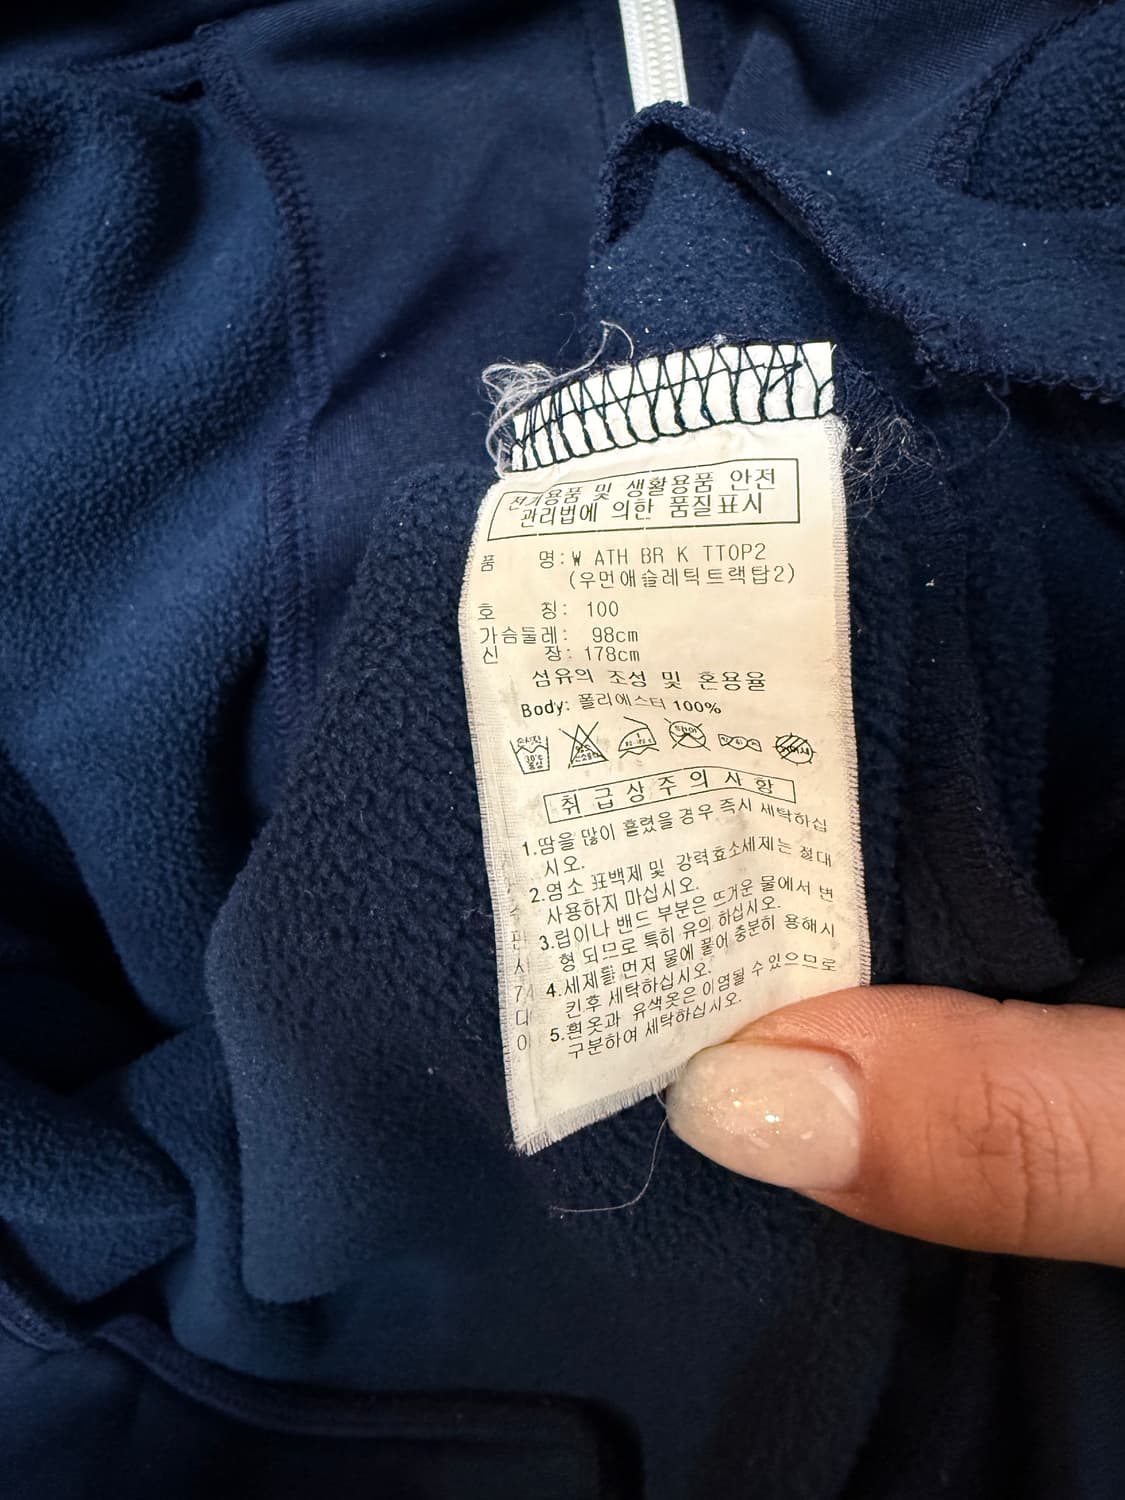 전기용품 및 생활용품 안전
관리법에 의한 품질표시
품 명: W ATH BR K TTOP2
(우먼애슬레틱트랙탑2)
호 칭: 100
가슴둘레: 98cm
신 장: 178cm
섬유의 조성 및 혼용율
Body: 폴리에스터 100%
취급상주의사항
1.땀을 많이 흘렸을 경우 즉시 세탁하십
시오.
2.염소 표백제 및 강력효소세제는 절대
사용하지 마십시오.
3.립이나 밴드 부분은 뜨거운 물에서 변
형 되므로 특히 유의 하십시오.
4.세제를 먼저 물에 풀어 충분히 용해시
킨후 세탁하십시오.
5.흰옷과 유색옷은 이염될 수 있으므로
구분하여 세탁하십시오.